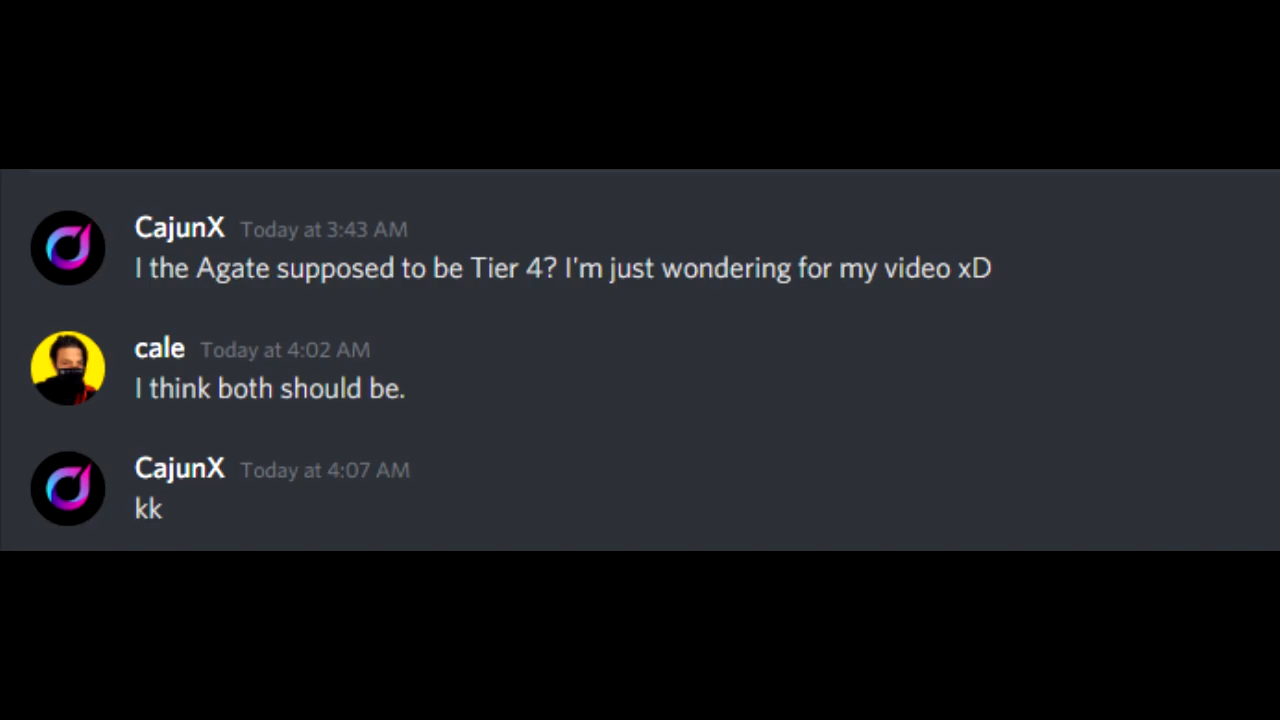 CajunX Today at 3:43 AM
I the Agate supposed to be Tier 4? I'm just wondering for my video xD
cale Today at 4:02 AM
I think both should be.
CajunX Today at 4:07 AM
kk